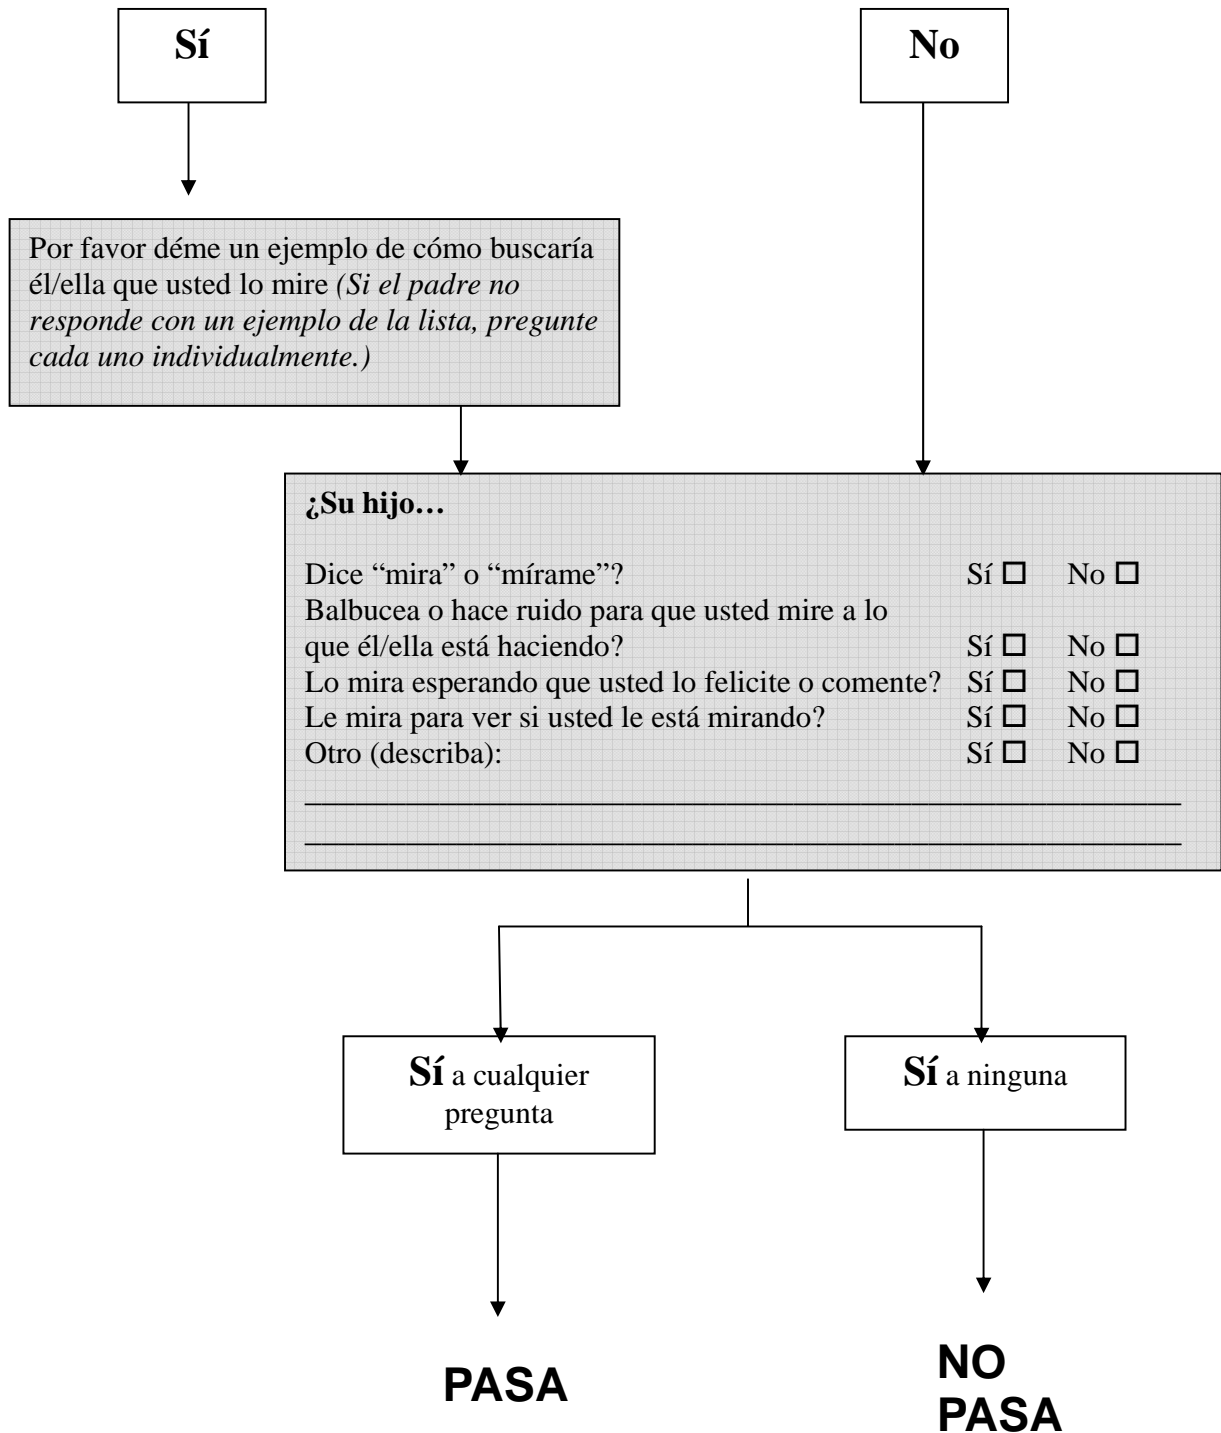 Sí
No
Por favor déme un ejemplo de cómo buscaría
él/ella que usted lo mire (Si el padre no
responde con un ejemplo de la lista, pregunte
cada uno individualmente.)
¿Su hijo…
Dice “mira” o “mírame”? Sí ☐ No ☐
Balbucea o hace ruido para que usted mire a lo
que él/ella está haciendo? Sí ☐ No ☐
Lo mira esperando que usted lo felicite o comente? Sí ☐ No ☐
Le mira para ver si usted le está mirando? Sí ☐ No ☐
Otro (describa): Sí ☐ No ☐
Sí a cualquier
pregunta
Sí a ninguna
PASA
NO
PASA